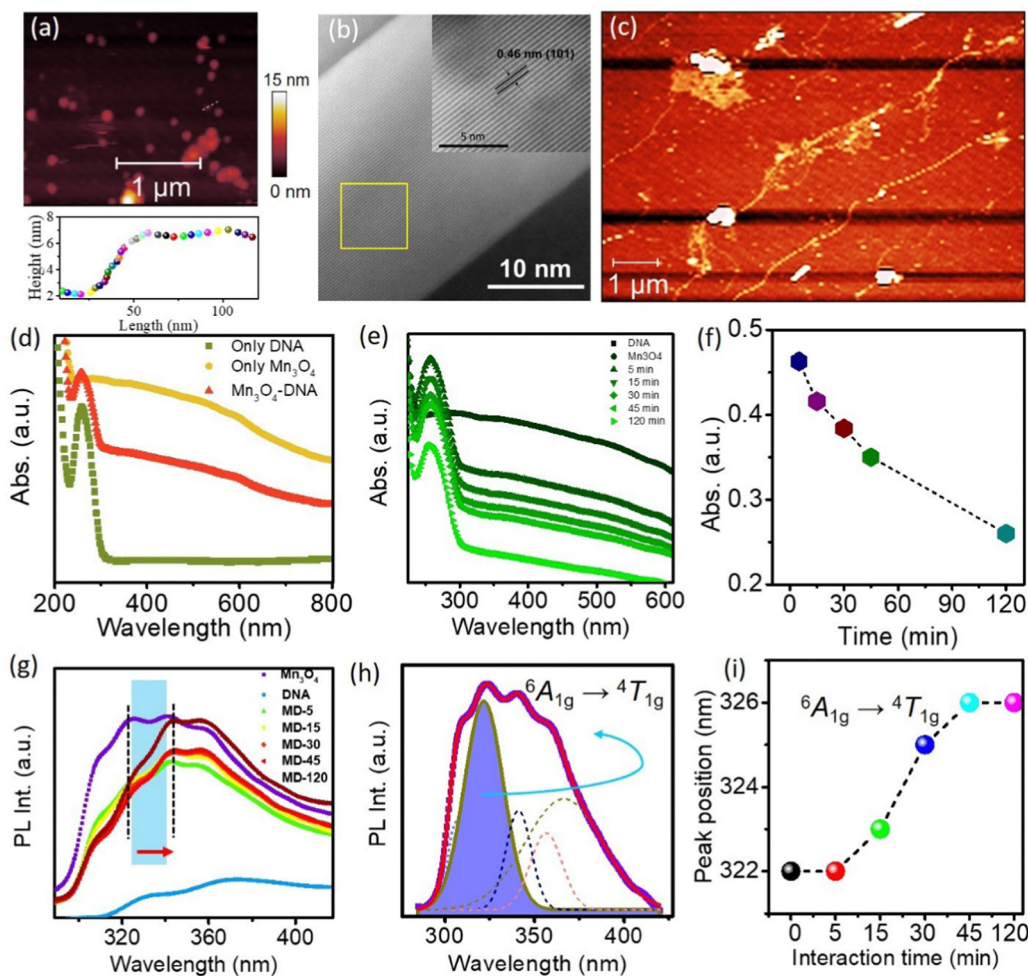 (a)
15 nm
0 nm
1 μm
Height (nm)
8
6
4
2
50
100
Length (nm)
(b)
0.46 nm (101)
5 nm
10 nm
(c)
1 μm
(d)
Only DNA
Only Mn₃O₄
Mn₃O₄-DNA
Abs. (a.u.)
200 400 600 800
Wavelength (nm)
(e)
DNA
Mn3O4
5 min
15 min
30 min
45 min
120 min
Abs. (a.u.)
300 400 500 600
Wavelength (nm)
(f)
0.5
0.4
0.3
0.2
Abs. (a.u.)
0 30 60 90 120
Time (min)
(g)
Mn₃O₄
DNA
MD-5
MD-15
MD-30
MD-45
MD-120
PL Int. (a.u.)
320 360 400
Wavelength (nm)
(h)
⁶A₁g → ⁴T₁g
PL Int. (a.u.)
300 350 400
Wavelength (nm)
(i)
⁶A₁g → ⁴T₁g
326
324
322
Peak position (nm)
0 5 15 30 45 120
Interaction time (min)